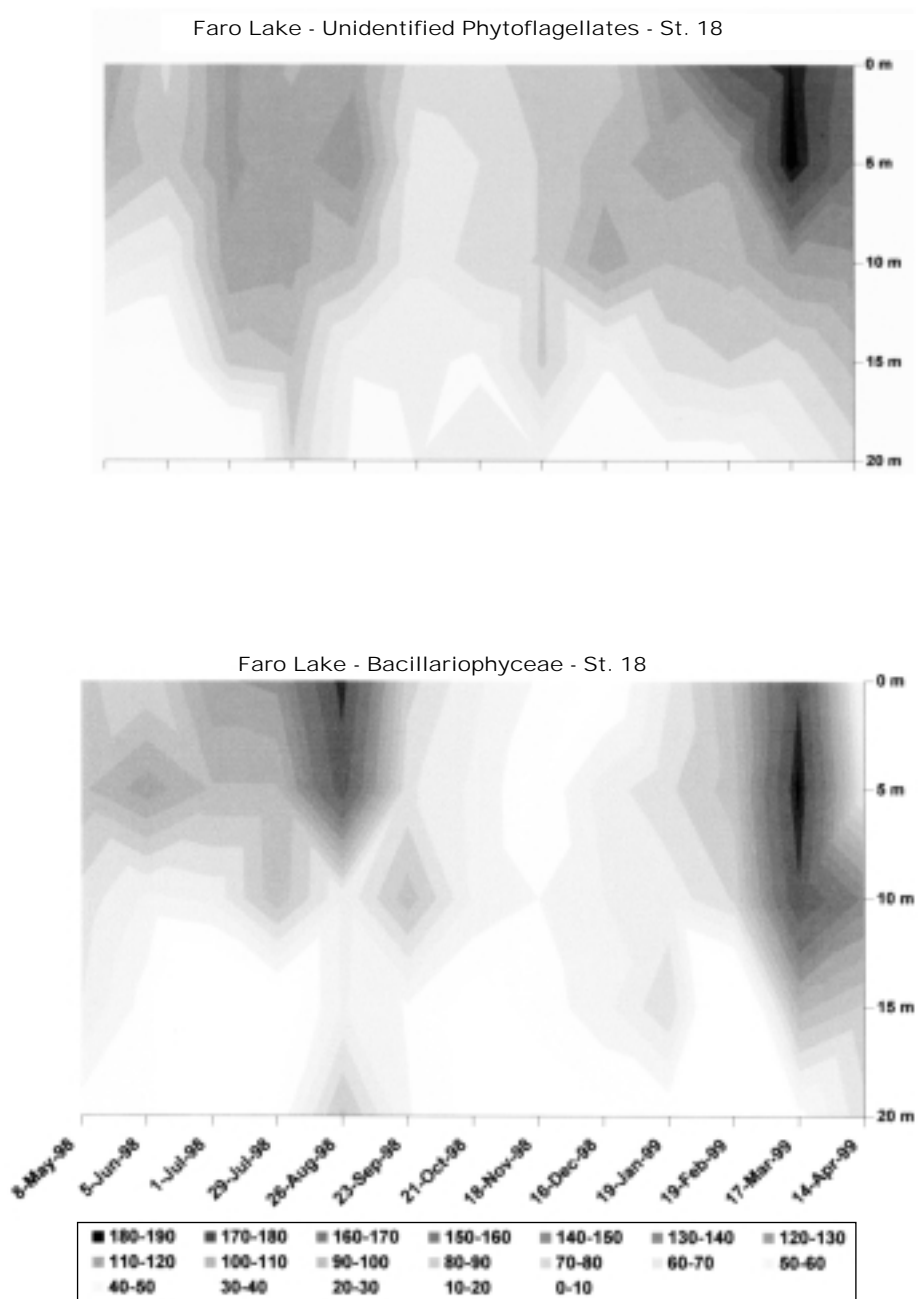 Faro Lake - Unidentified Phytoflagellates - St. 18
0 m
5 m
10 m
15 m
20 m
Faro Lake - Bacillariophyceae - St. 18
0 m
5 m
10 m
15 m
20 m
8-May-98
5-Jun-98
1-Jul-98
29-Jul-98
26-Aug-98
23-Sep-98
21-Oct-98
18-Nov-98
16-Dec-98
19-Jan-99
19-Feb-99
17-Mar-99
14-Apr-99
180-190 170-180 160-170 150-160 140-150 130-140 120-130
110-120 100-110 90-100 80-90 70-80 60-70 50-60
40-50 30-40 20-30 10-20 0-10